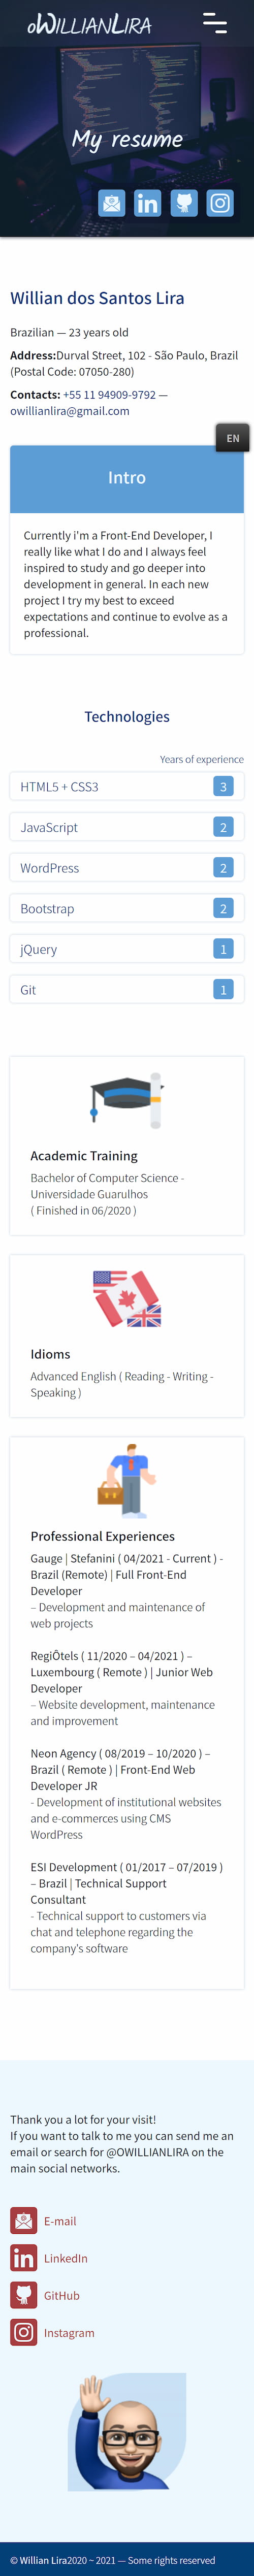 oWILLIANLIRA
My resume
Willian dos Santos Lira
Brazilian — 23 years old
Address:Durval Street, 102 - São Paulo, Brazil
(Postal Code: 07050-280)
Contacts: +55 11 94909-9792 —
owillianlira@gmail.com
EN
Intro
Currently i'm a Front-End Developer, I
really like what I do and I always feel
inspired to study and go deeper into
development in general. In each new
project I try my best to exceed
expectations and continue to evolve as a
professional.
Technologies
Years of experience
HTML5 + CSS3 3
JavaScript 2
WordPress 2
Bootstrap 2
jQuery 1
Git 1
Academic Training
Bachelor of Computer Science -
Universidade Guarulhos
( Finished in 06/2020 )
Idioms
Advanced English ( Reading - Writing -
Speaking )
Professional Experiences
Gauge | Stefanini ( 04/2021 - Current ) -
Brazil (Remote) | Full Front-End
Developer
– Development and maintenance of
web projects
RegiÔtels ( 11/2020 – 04/2021 ) –
Luxembourg ( Remote ) | Junior Web
Developer
– Website development, maintenance
and improvement
Neon Agency ( 08/2019 – 10/2020 ) –
Brazil ( Remote ) | Front-End Web
Developer JR
- Development of institutional websites
and e-commerces using CMS
WordPress
ESI Development ( 01/2017 – 07/2019 )
– Brazil | Technical Support
Consultant
- Technical support to customers via
chat and telephone regarding the
company's software
Thank you a lot for your visit!
If you want to talk to me you can send me an
email or search for @OWILLIANLIRA on the
main social networks.
E-mail
LinkedIn
GitHub
Instagram
© Willian Lira2020 ~ 2021 — Some rights reserved